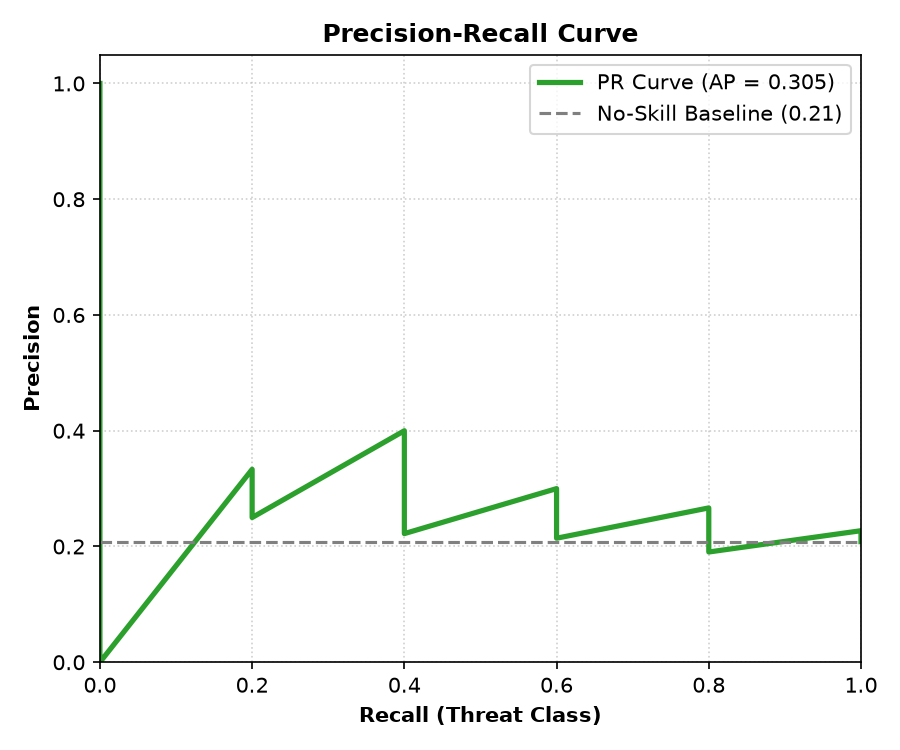 Precision-Recall Curve
PR Curve (AP = 0.305)
No-Skill Baseline (0.21)
Precision
1.0
0.8
0.6
0.4
0.2
0.0
0.0 0.2 0.4 0.6 0.8 1.0
Recall (Threat Class)